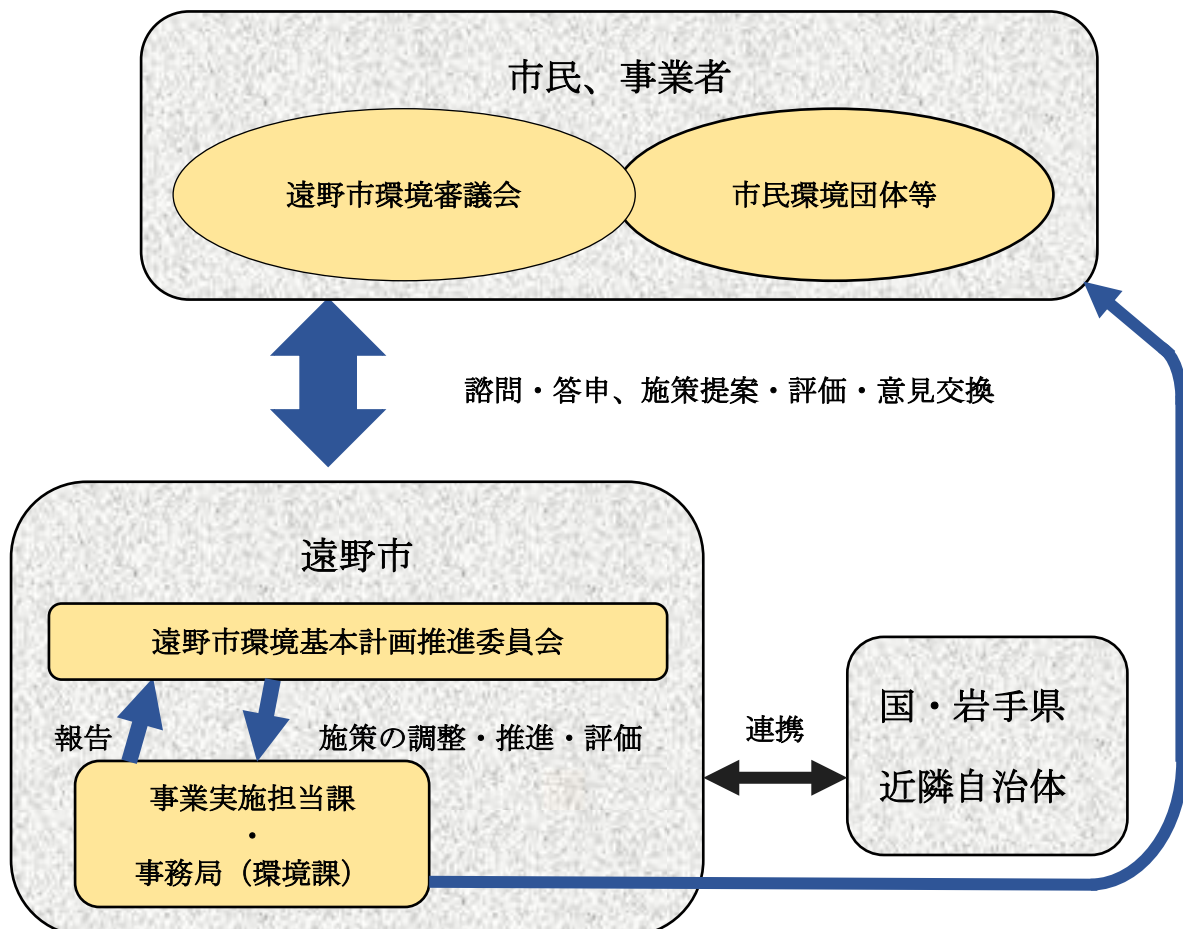 市民、事業者
遠野市環境審議会
市民環境団体等
諮問・答申、施策提案・評価・意見交換
遠野市
遠野市環境基本計画推進委員会
報告
施策の調整・推進・評価
連携
国・岩手県
近隣自治体
事業実施担当課
・
事務局（環境課）